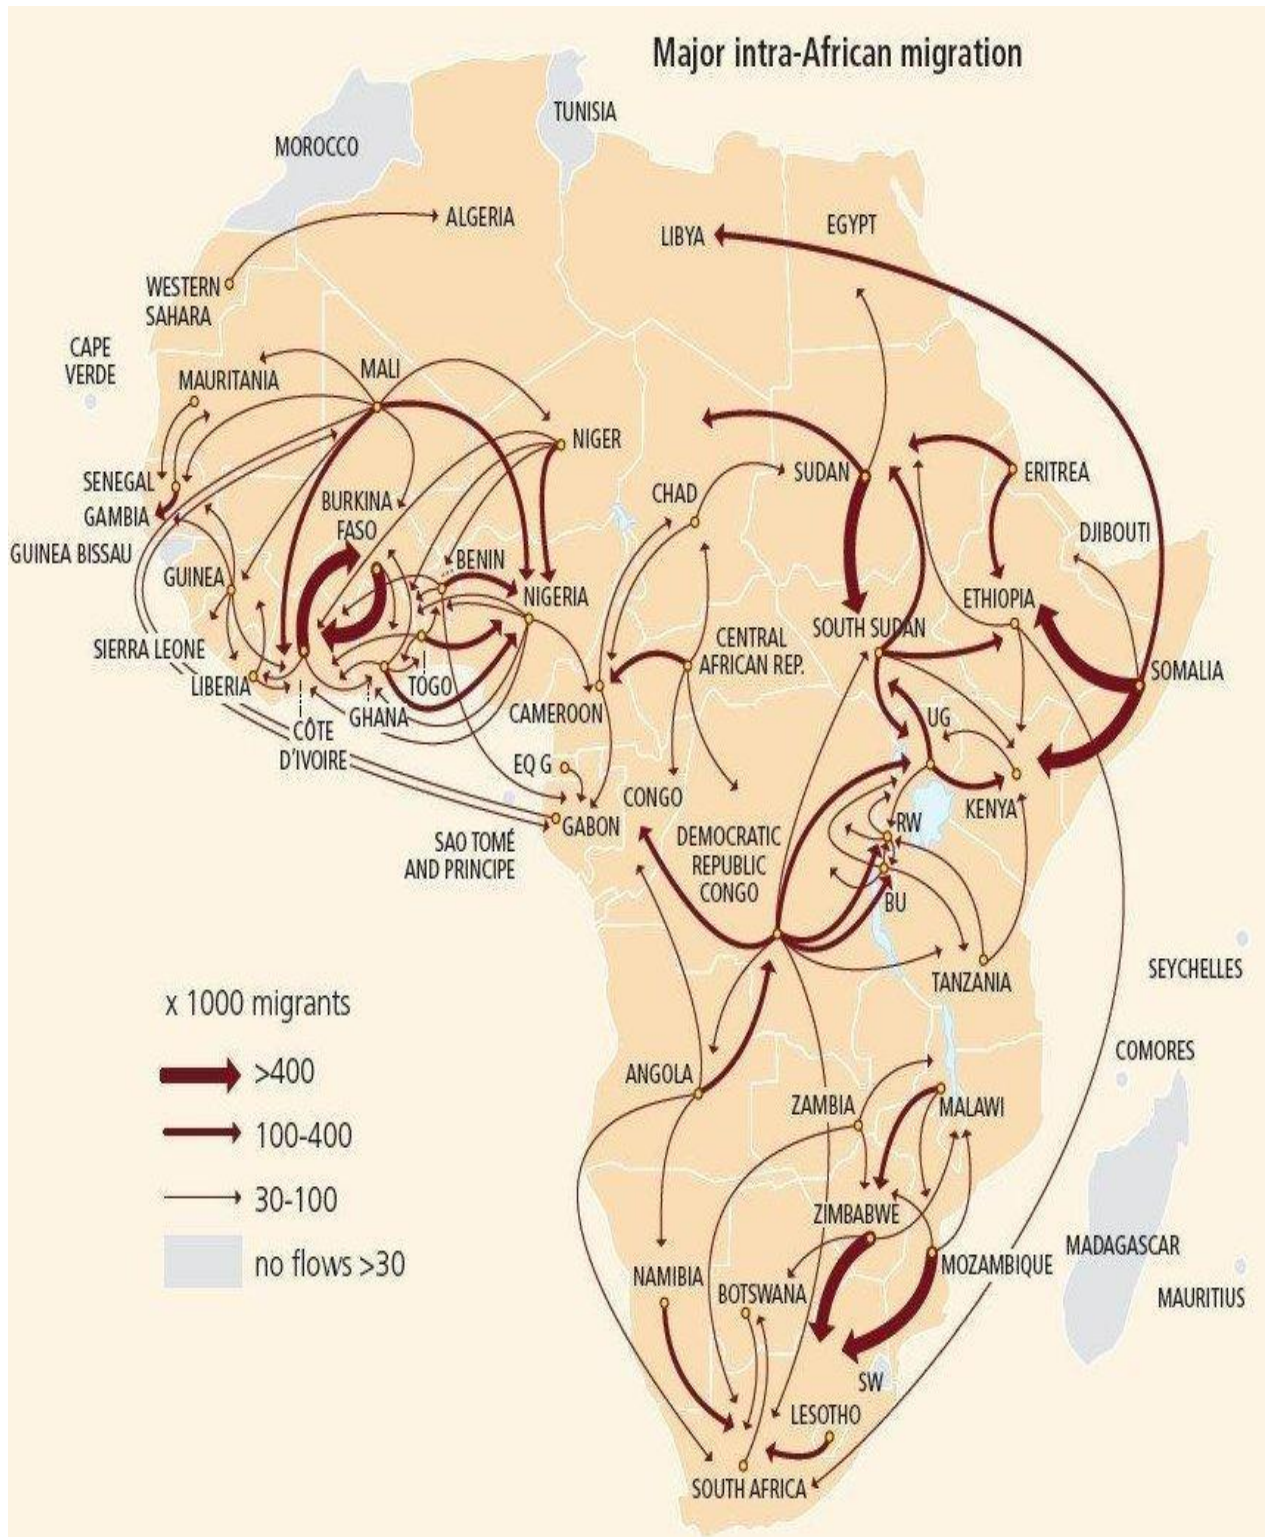 Major intra-African migration
TUNISIA
MOROCCO
ALGERIA
LIBYA
EGYPT
WESTERN
SAHARA
CAPE
VERDE
MAURITANIA
MALI
NIGER
SUDAN
ERITREA
SENEGAL
GAMBIA
BURKINA
FASO
CHAD
DJIBOUTI
GUINEA BISSAU
GUINEA
BENIN
NIGERIA
ETHIOPIA
SOUTH SUDAN
CENTRAL
AFRICAN REP.
SIERRA LEONE
LIBERIA
TOGO
SOMALIA
GHANA
CAMEROON
CÔTE
D'IVOIRE
UG
EQ G
CONGO
KENYA
GABON
RW
SAO TOMÉ
AND PRINCIPE
DEMOCRATIC
REPUBLIC
CONGO
BU
TANZANIA
SEYCHELLES
x 1000 migrants
>400
100-400
30-100
no flows >30
COMORES
ANGOLA
ZAMBIA
MALAWI
ZIMBABWE
MOZAMBIQUE
MADAGASCAR
MAURITIUS
NAMIBIA
BOTSWANA
SW
LESOTHO
SOUTH AFRICA